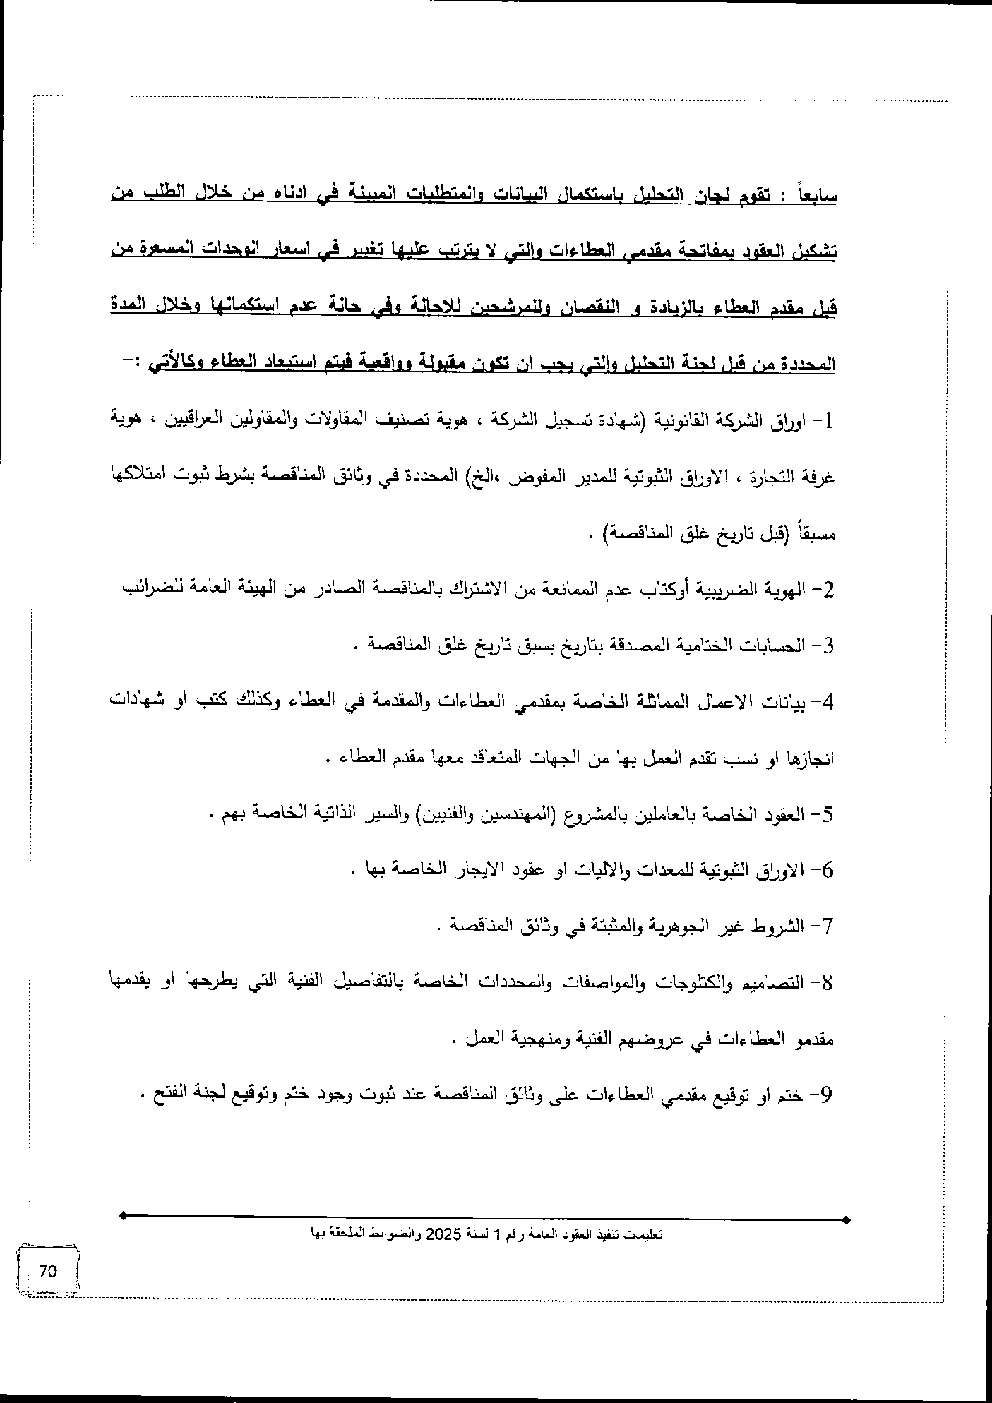 سابعاً : تقوم لجان التحليل باستكمال البيانات والمتطلبات المبينة في ادناه من خلال الطلب من
تشكيل العقود بمفاتحة مقدمي العطاءات والتي لا يترتب عليها تغيير في اسعار الوحدات المسعرة من
قبل مقدم العطاء بالزيادة و النقصان وللمرشحين للاحالة وفي حالة عدم استكمالها وخلال المدة
المحددة من قبل لجنة التحليل والتي يجب ان تكون مقبولة وواقعية فيتم استبعاد العطاء وكالأتي :-
1- اوراق الشركة القانونية (شهادة تسجيل الشركة ، هوية تصنيف المقاولات والمقاولين العراقيين ، هوية
غرفة التجارة ، الاوراق الثبوتية للمدير المفوض ،الخ) المحددة في وثائق المناقصة بشرط ثبوت امتلاكها
مسبقاً (قبل تاريخ غلق المناقصة) .
2- الهوية الضريبية أوكتاب عدم الممانعة من الاشتراك بالمناقصة الصادر من الهيئة العامة للضرائب
3- الحسابات الختامية المصدقة بتاريخ يسبق تاريخ غلق المناقصة .
4- بيانات الاعمال المماثلة الخاصة بمقدمي العطاءات والمقدمة في العطاء وكذلك كتب او شهادات
انجازها او نسب تقدم العمل بها من الجهات المتعاقد معها مقدم العطاء .
5- العقود الخاصة بالعاملين بالمشروع (المهندسين والفنيين) والسير الذاتية الخاصة بهم .
6- الاوراق الثبوتية للمعدات والاليات او عقود الايجار الخاصة بها .
7- الشروط غير الجوهرية والمثبتة في وثائق المناقصة .
8- التصاميم والكتلوجات والمواصفات والمحددات الخاصة بالتفاصيل الفنية التي يطرحها او يقدمها
مقدمو العطاءات في عروضهم الفنية ومنهجية العمل .
9- ختم او توقيع مقدمي العطاءات على وثائق المناقصة عند ثبوت وجود ختم وتوقيع لجنة الفتح .
تعليمات تنفيذ العقود العامة رقم 1 لسنة 2025 والضوابط الملحقة بها
70